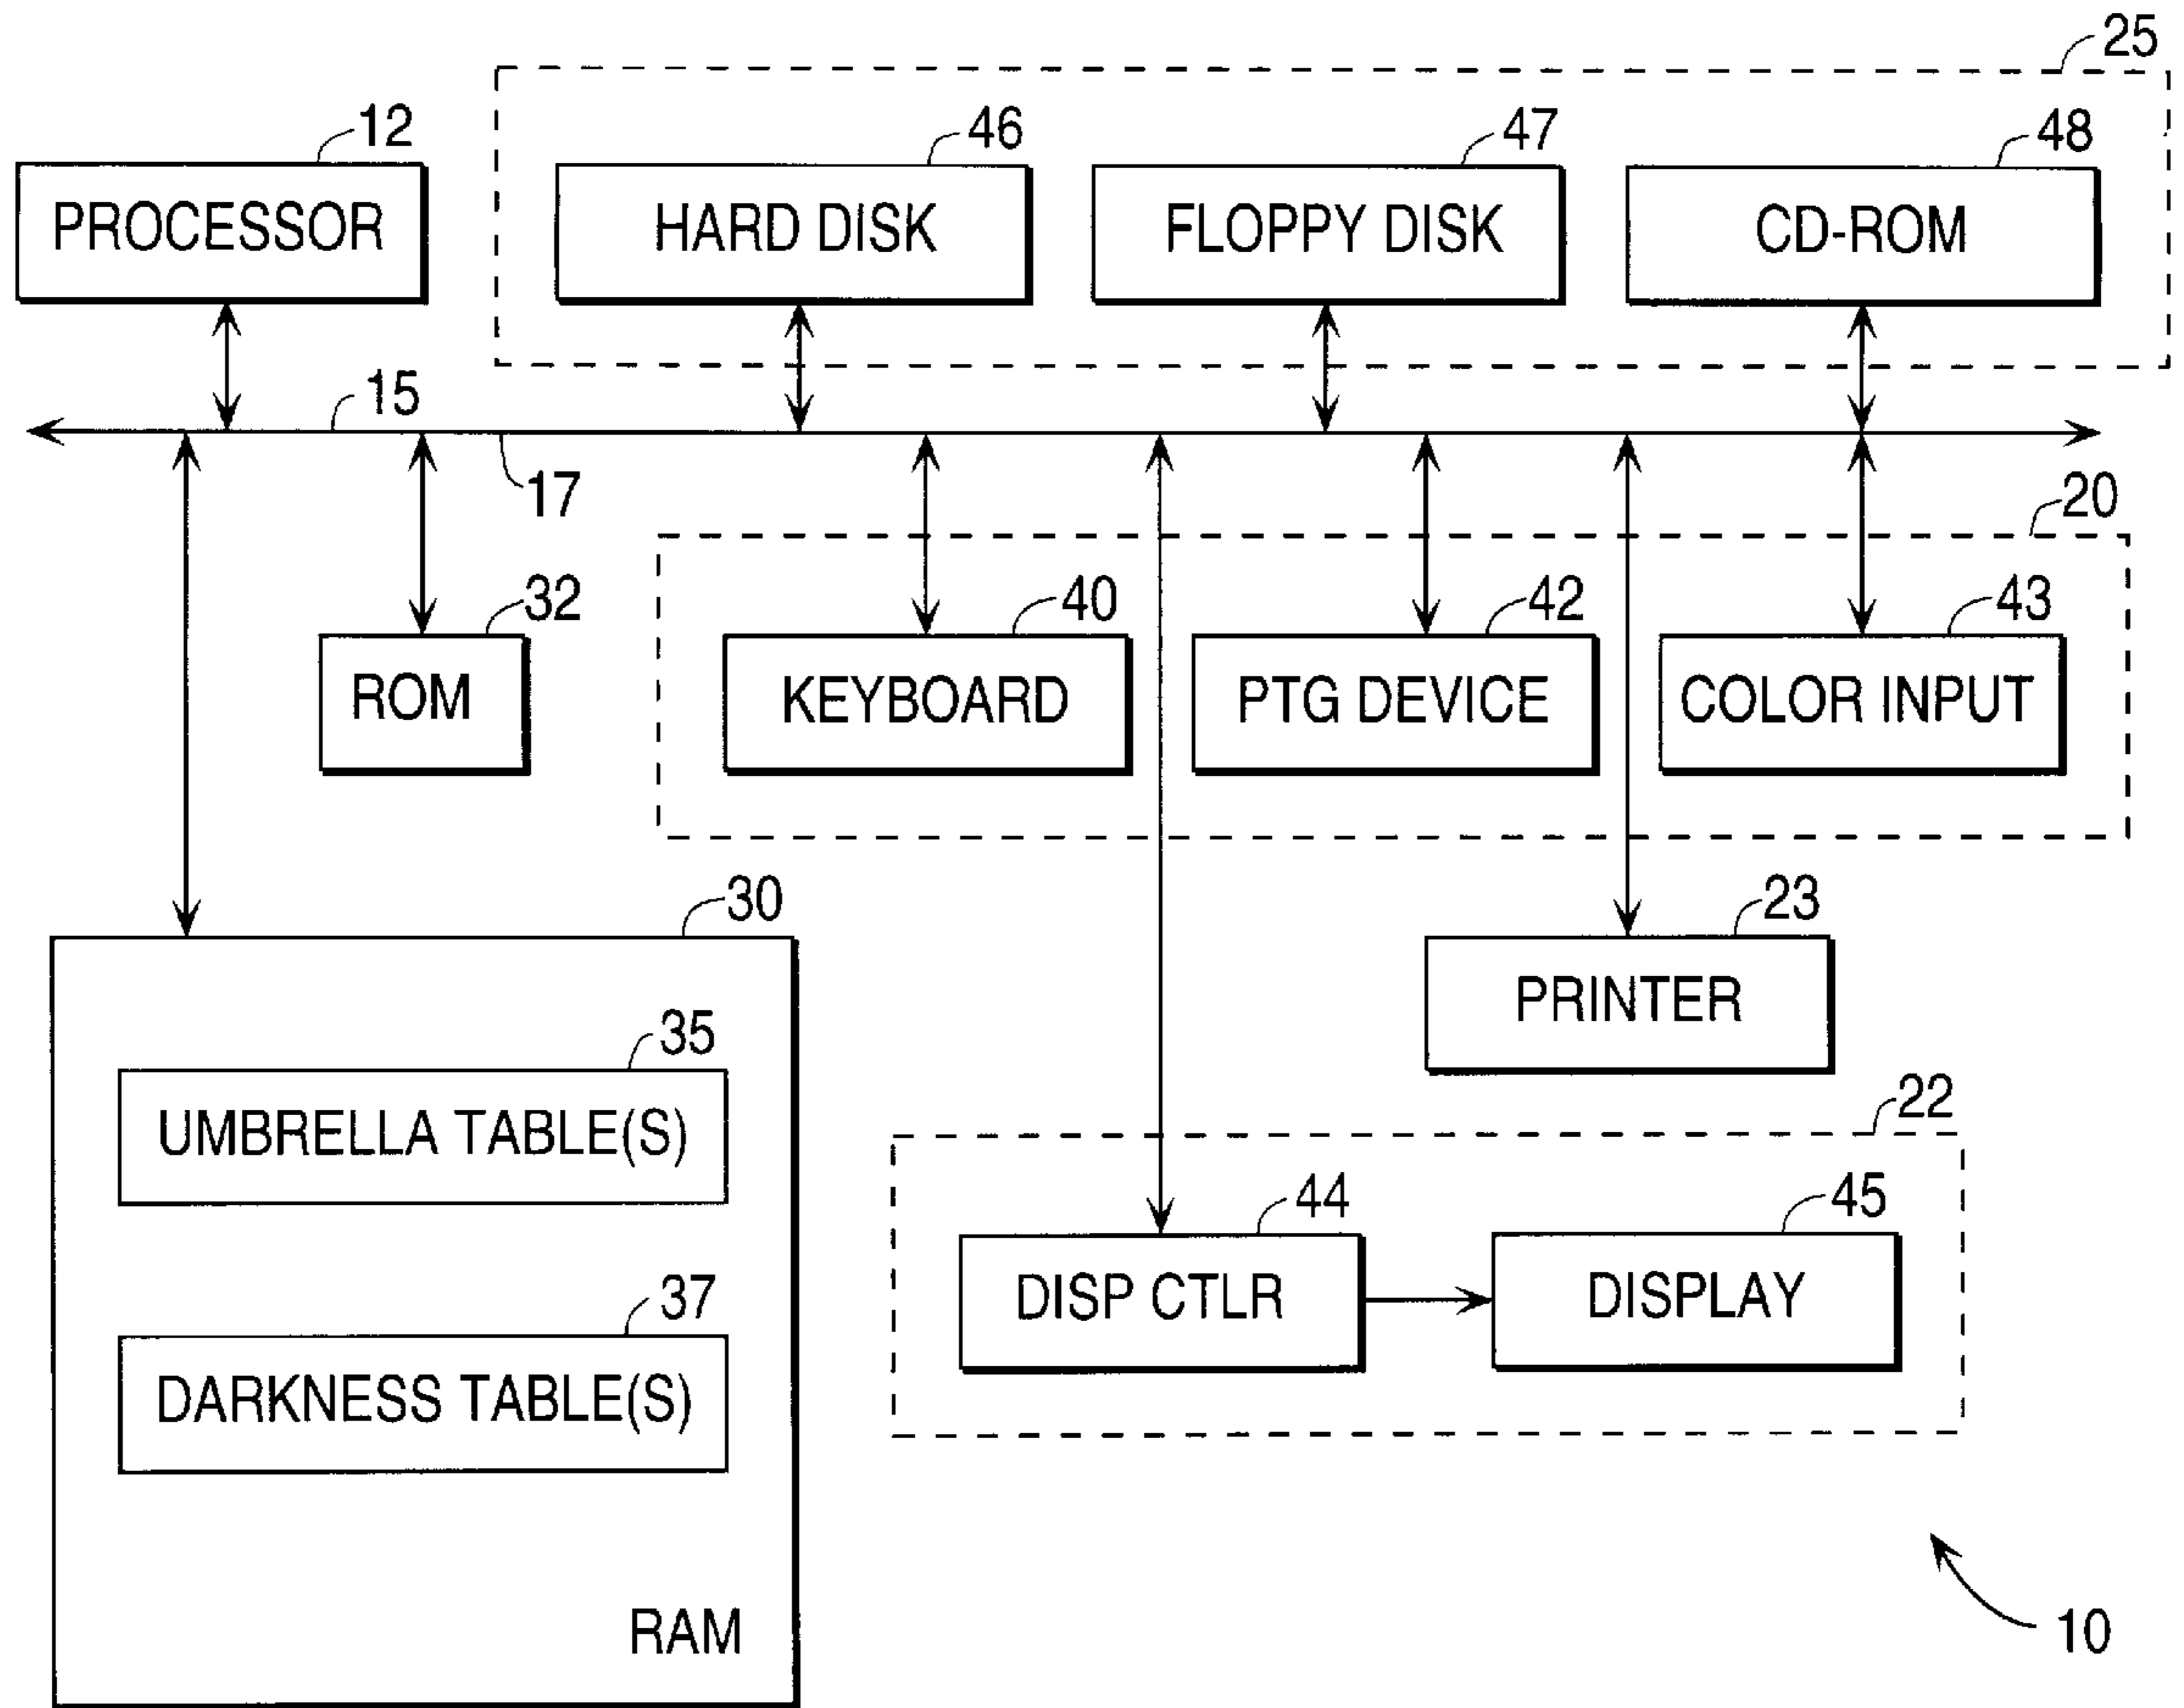 25
12
46
47
48
PROCESSOR
HARD DISK
FLOPPY DISK
CD-ROM
15
17
20
32
40
42
43
ROM
KEYBOARD
PTG DEVICE
COLOR INPUT
30
23
PRINTER
35
UMBRELLA TABLE(S)
22
44
45
DISP CTLR
DISPLAY
37
DARKNESS TABLE(S)
RAM
10